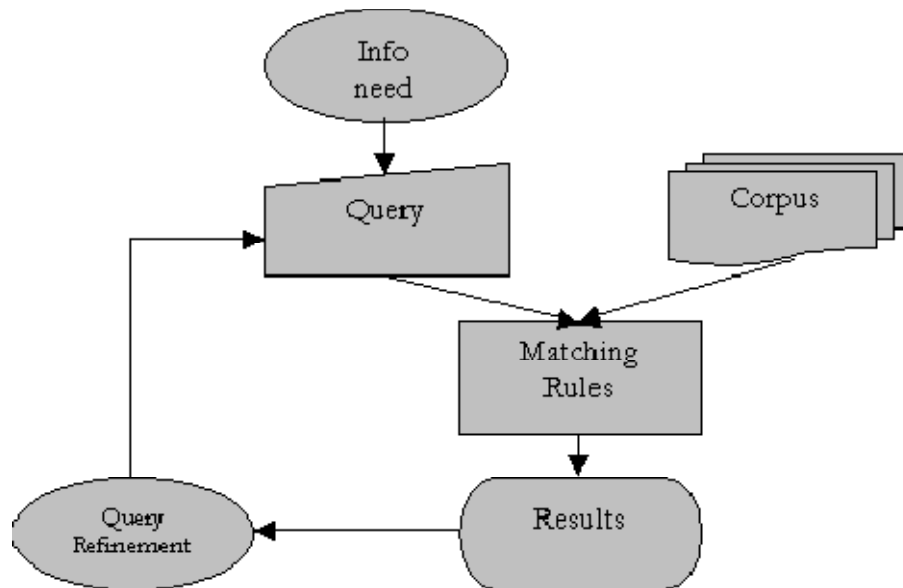 Info
need
Query
Corpus
Matching
Rules
Results
Query
Refinement